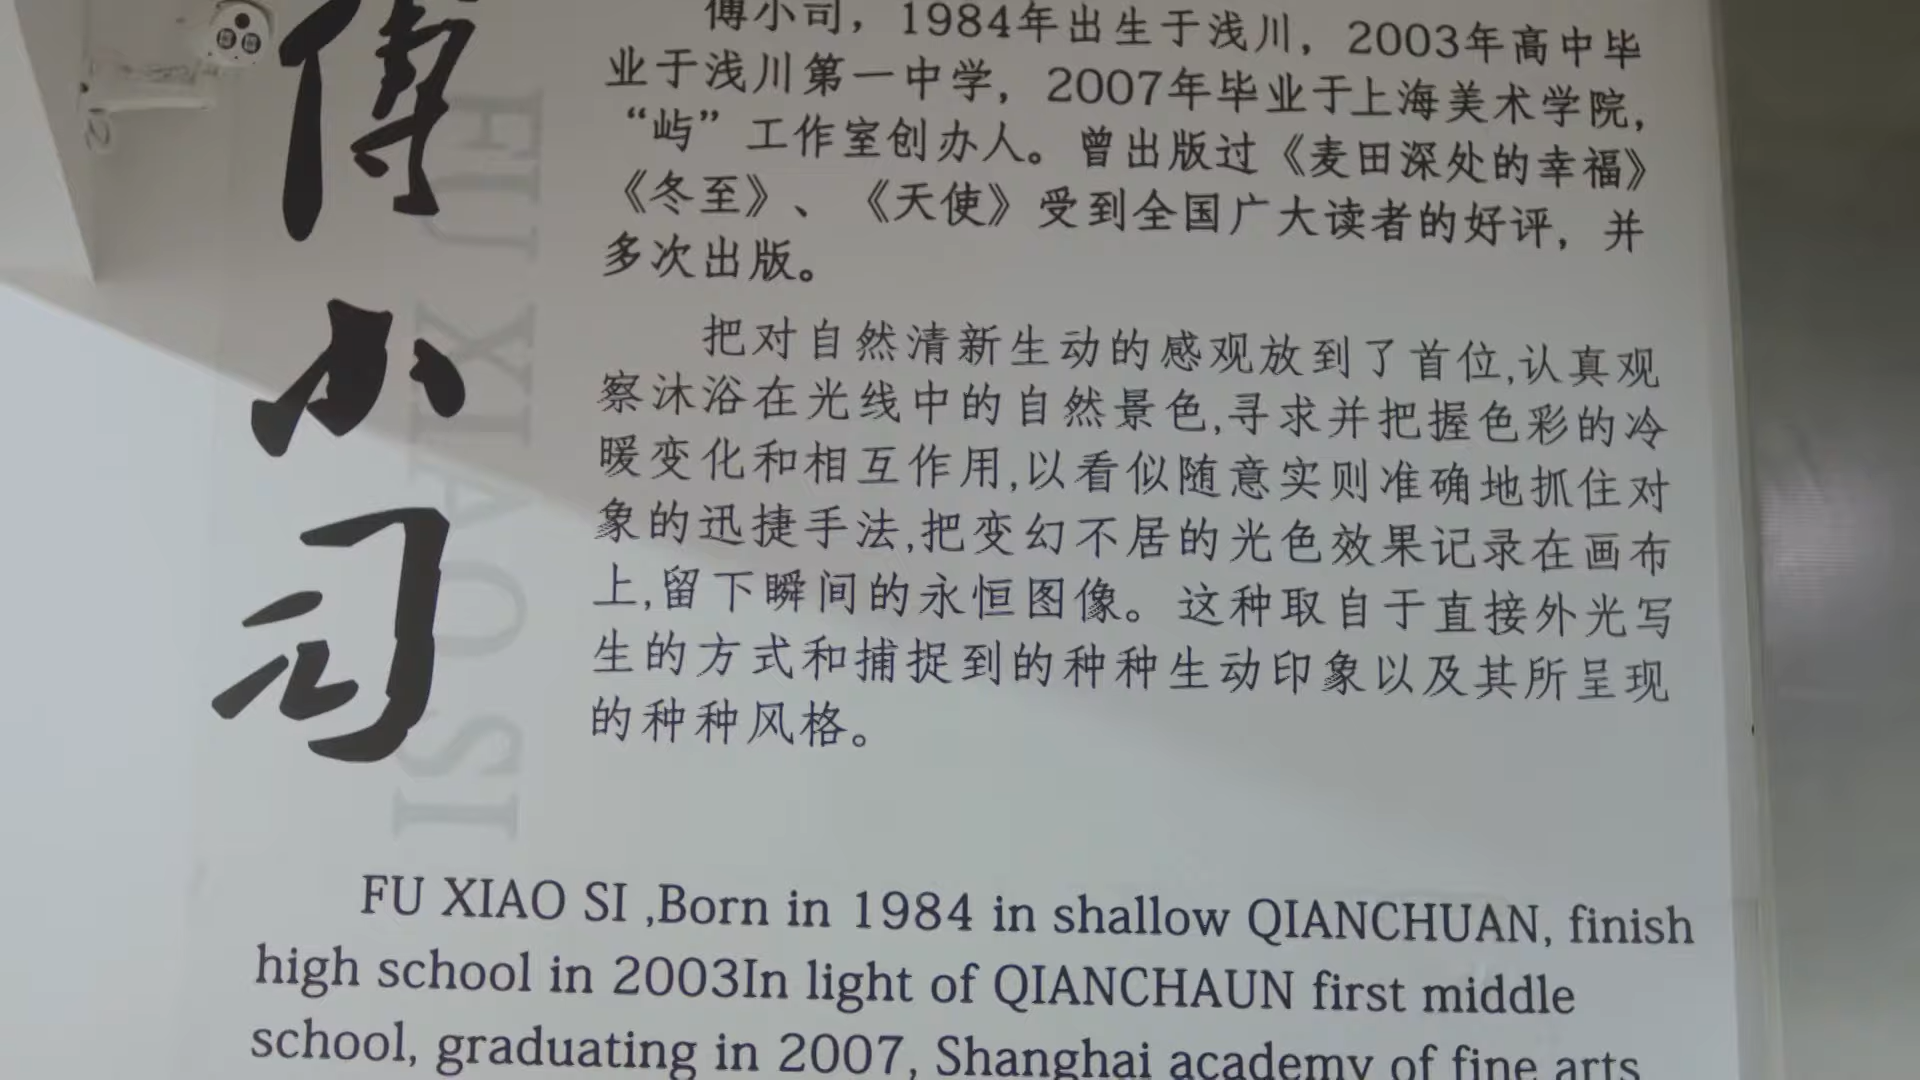 傅小司
FU XIAO SI
傅小司，1984年出生于浅川，2003年高中毕
业于浅川第一中学，2007年毕业于上海美术学院，
“屿”工作室创办人。曾出版过《麦田深处的幸福》
《冬至》、《天使》受到全国广大读者的好评，并
多次出版。
把对自然清新生动的感观放到了首位,认真观
察沐浴在光线中的自然景色,寻求并把握色彩的冷
暖变化和相互作用,以看似随意实则准确地抓住对
象的迅捷手法,把变幻不居的光色效果记录在画布
上,留下瞬间的永恒图像。这种取自于直接外光写
生的方式和捕捉到的种种生动印象以及其所呈现
的种种风格。
FU XIAO SI ,Born in 1984 in shallow QIANCHUAN, finish
high school in 2003In light of QIANCHAUN first middle
school, graduating in 2007, Shanghai academy of fine arts